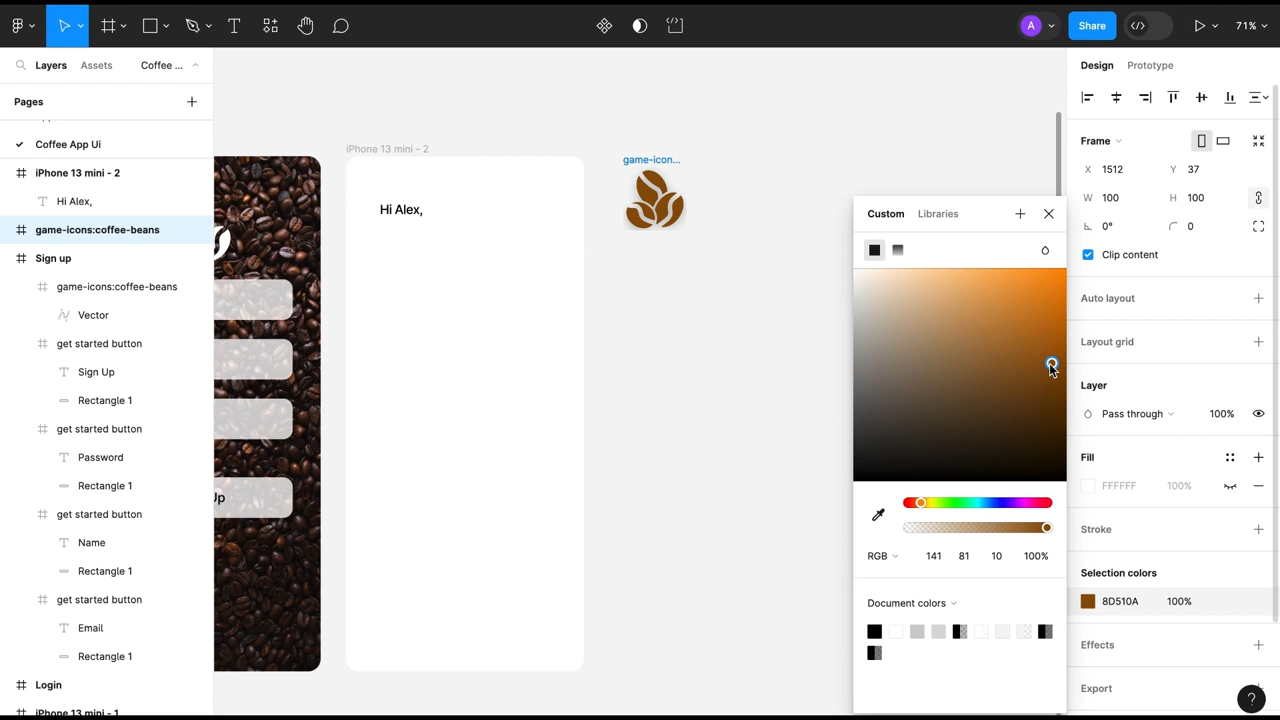 A
Share
71%
Layers
Assets
Coffee ...
Pages
Coffee App Ui
iPhone 13 mini - 2
Hi Alex,
game-icons:coffee-beans
Sign up
game-icons:coffee-beans
Vector
get started button
Sign Up
Rectangle 1
get started button
Password
Rectangle 1
get started button
Name
Rectangle 1
get started button
Email
Rectangle 1
Login
iPhone 13 mini - 1
Up
iPhone 13 mini - 2
Hi Alex,
game-icon...
Custom
Libraries
RGB
141
81
10
100%
Document colors
Design
Prototype
Frame
X 1512
Y 37
W 100
H 100
0°
0
Clip content
Auto layout
Layout grid
Layer
Pass through
100%
Fill
FFFFFF
100%
Stroke
Selection colors
8D510A
100%
Effects
Export
?